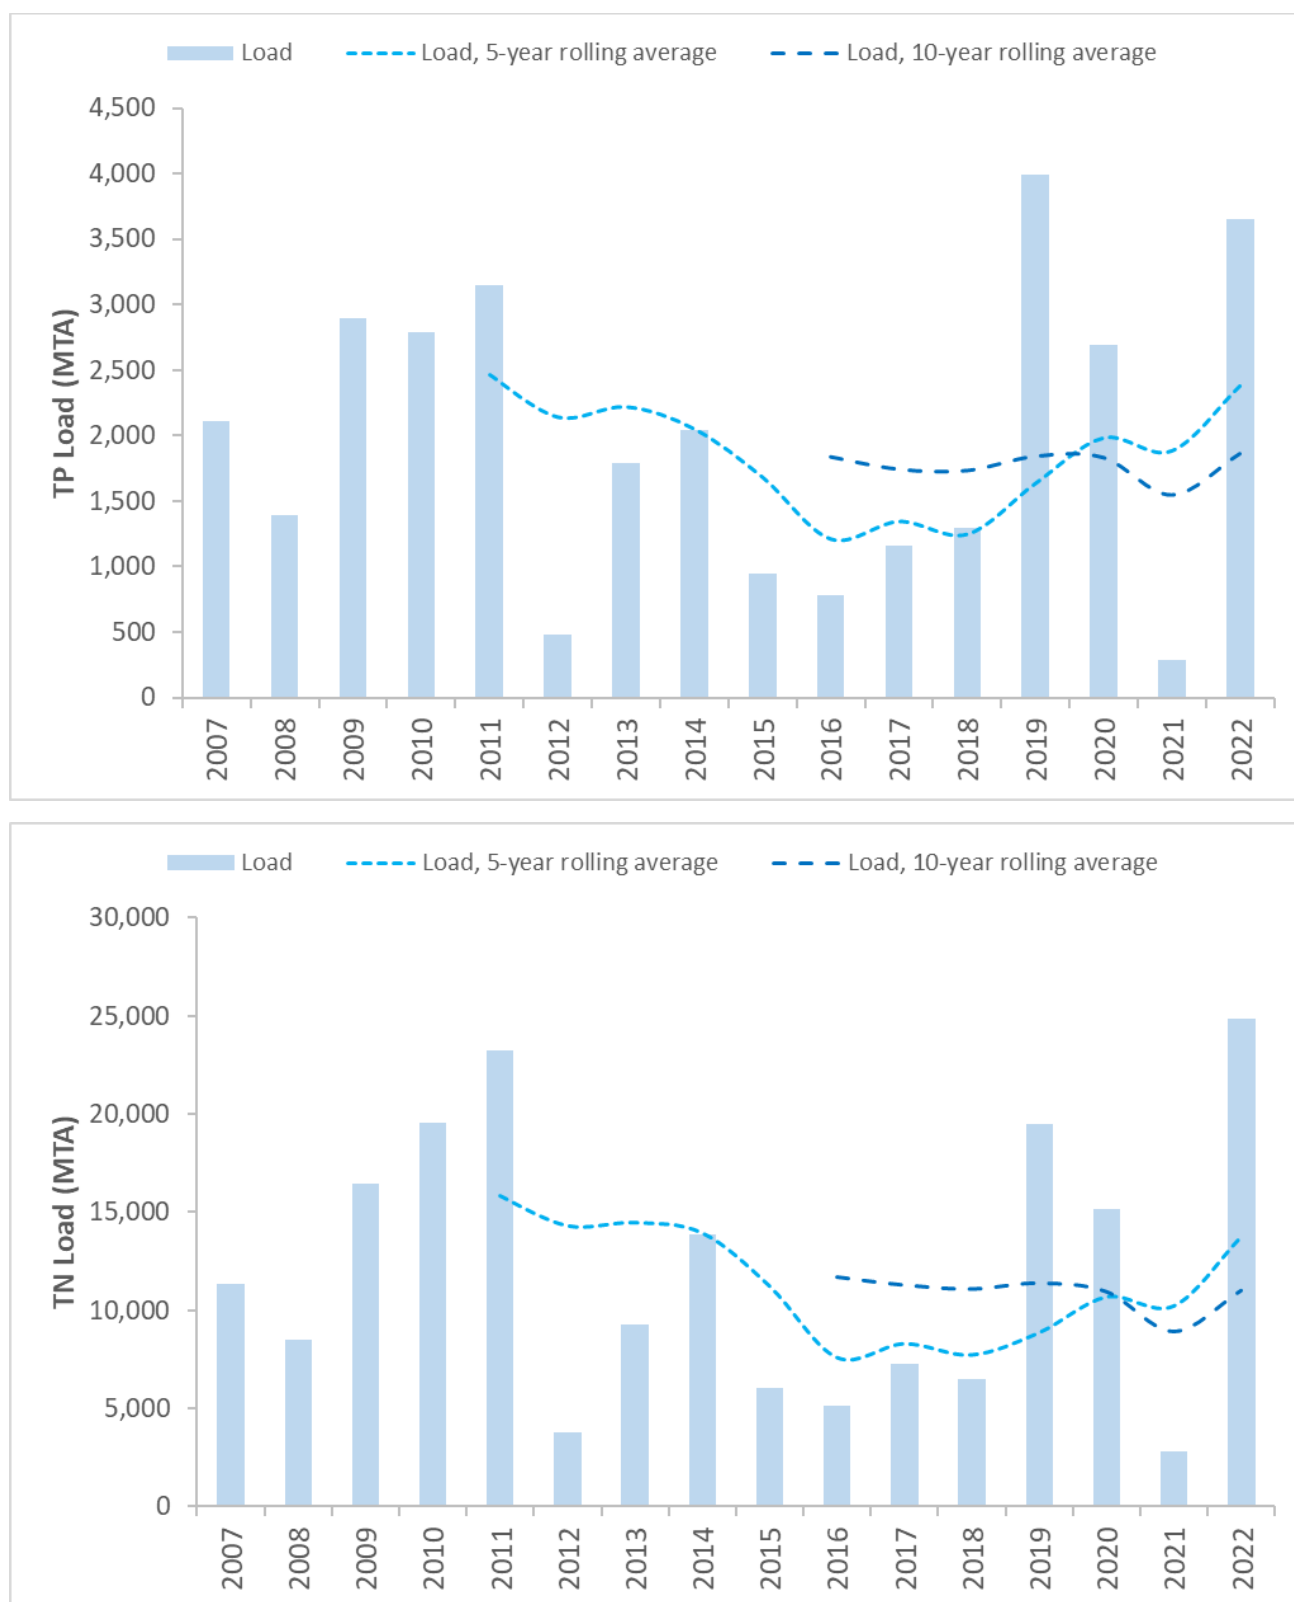 Load Load, 5-year rolling average Load, 10-year rolling average
4,500
4,000
3,500
3,000
2,500
2,000
1,500
1,000
500
0
TP Load (MTA)
2007 2008 2009 2010 2011 2012 2013 2014 2015 2016 2017 2018 2019 2020 2021 2022
Load Load, 5-year rolling average Load, 10-year rolling average
30,000
25,000
20,000
15,000
10,000
5,000
0
TN Load (MTA)
2007 2008 2009 2010 2011 2012 2013 2014 2015 2016 2017 2018 2019 2020 2021 2022